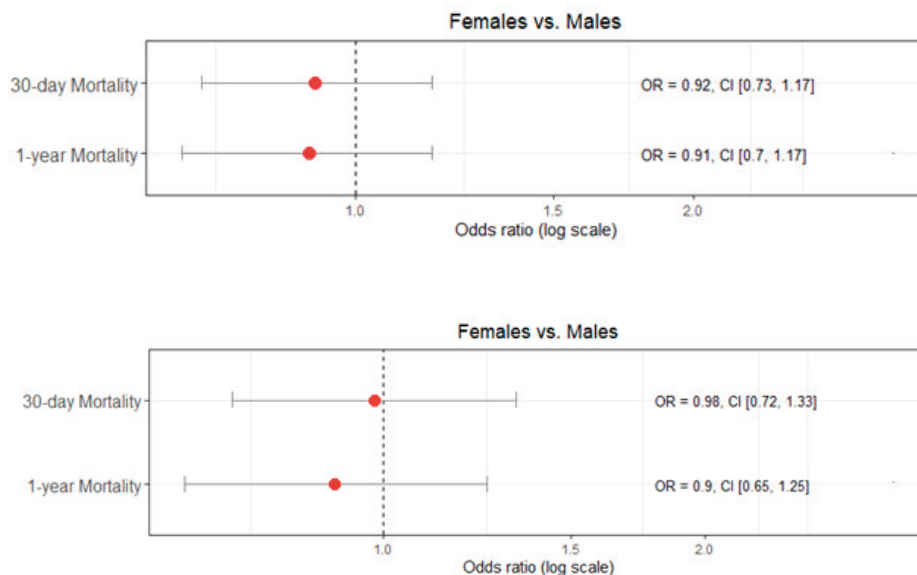 Females vs. Males
30-day Mortality
OR = 0.92, CI [0.73, 1.17]
1-year Mortality
OR = 0.91, CI [0.7, 1.17]
1.0 1.5 2.0
Odds ratio (log scale)
Females vs. Males
30-day Mortality
OR = 0.98, CI [0.72, 1.33]
1-year Mortality
OR = 0.9, CI [0.65, 1.25]
1.0 1.5 2.0
Odds ratio (log scale)